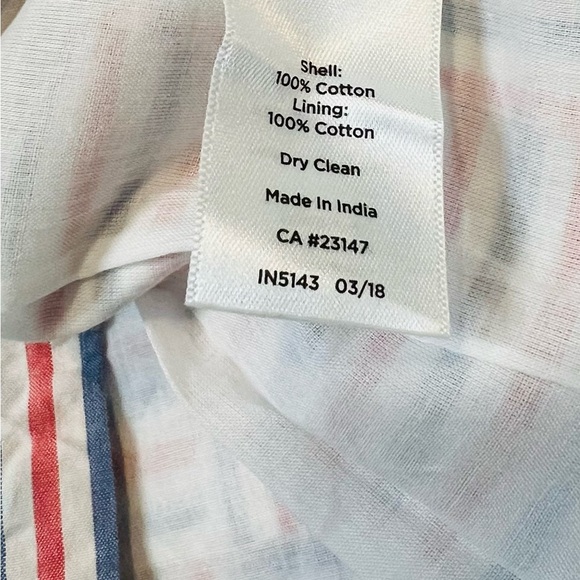 Shell:
100% Cotton
Lining:
100% Cotton
Dry Clean
Made In India
CA #23147
IN5143 03/18